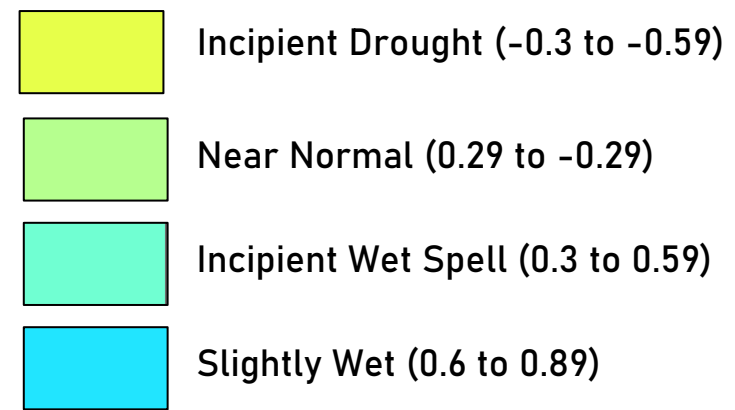 Incipient Drought (-0.3 to -0.59)
Near Normal (0.29 to -0.29)
Incipient Wet Spell (0.3 to 0.59)
Slightly Wet (0.6 to 0.89)